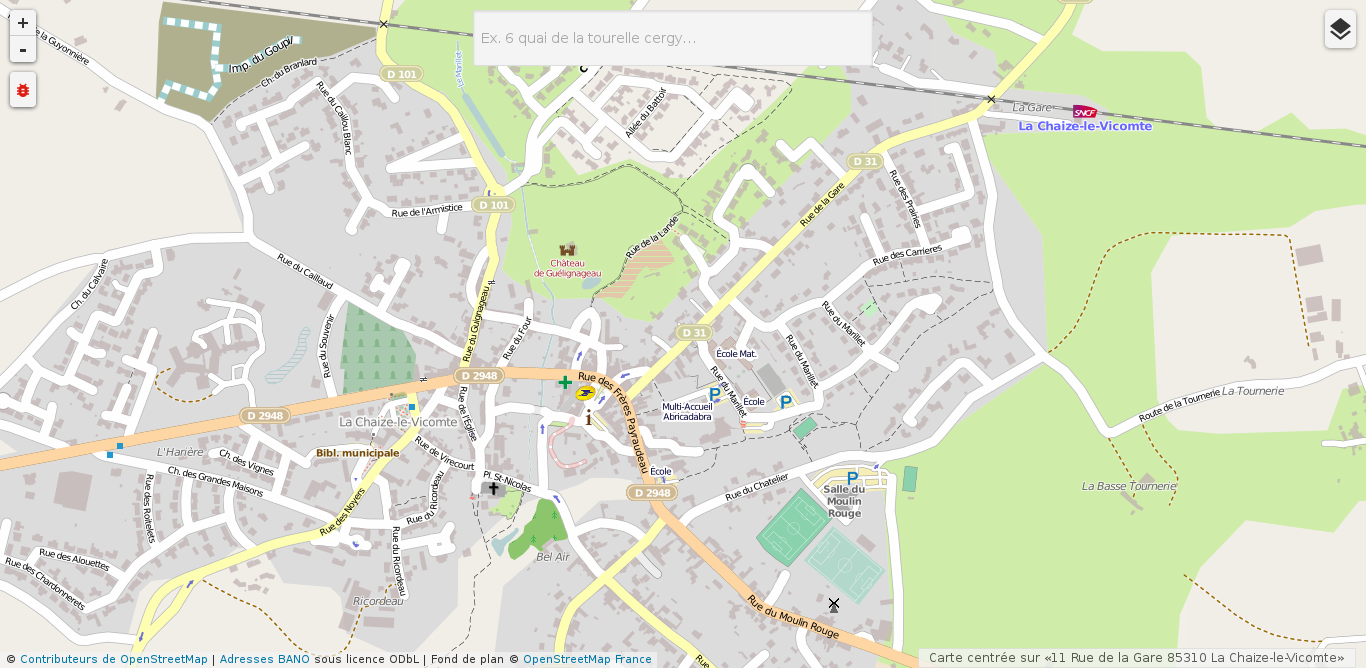 +
-
Ex. 6 quai de la tourelle cergy...
de la Guyonnière
Imp. du Goupy
Ch. du Branlard
D 101
Le Marillet
Allée du Battoir
La Gare
SNCF
La Chaize-le-Vicomte
Rue du Caillou Blanc
D 31
Rue des Prairies
Rue de la Gare
Rue de l'Armistice
D 101
Rue de la Lande
Château
de Guélignageau
Rue des Carrieres
Rue du Caillaud
Ch. du Calvaire
Rue du Guignageau
Rue du Souvenir
Rue du Four
D 31
Rue du Marillet
Rue du Marillet
École Mat.
D 2948
Rue des Frères Payraudeau
Rue du Marillet
P
École
P
Multi-Accueil
Abricadabra
La Tournerie
Route de la Tournerie
D 2948
La Chaize-le-Vicomte
Rue de l'Église
i
L'Harière
Bibl. municipale
Ch. des Vignes
Rue de Virecourt
Ch. des Grandes Maisons
Pl. St-Nicolas
École
D 2948
Rue du Chatelier
P
Salle du
Moulin
Rouge
La Basse Tournerie
Rue des Roitelets
Rue des Noyers
Rue du Ricordeau
Rue du Ricordeau
Rue des Alouettes
Rue des Chardonnerets
Bel Air
Ricordeau
Rue du Moulin Rouge
© Contributeurs de OpenStreetMap | Adresses BANO sous licence ODbL | Fond de plan © OpenStreetMap France
Carte centrée sur «11 Rue de la Gare 85310 La Chaize-le-Vicomte»